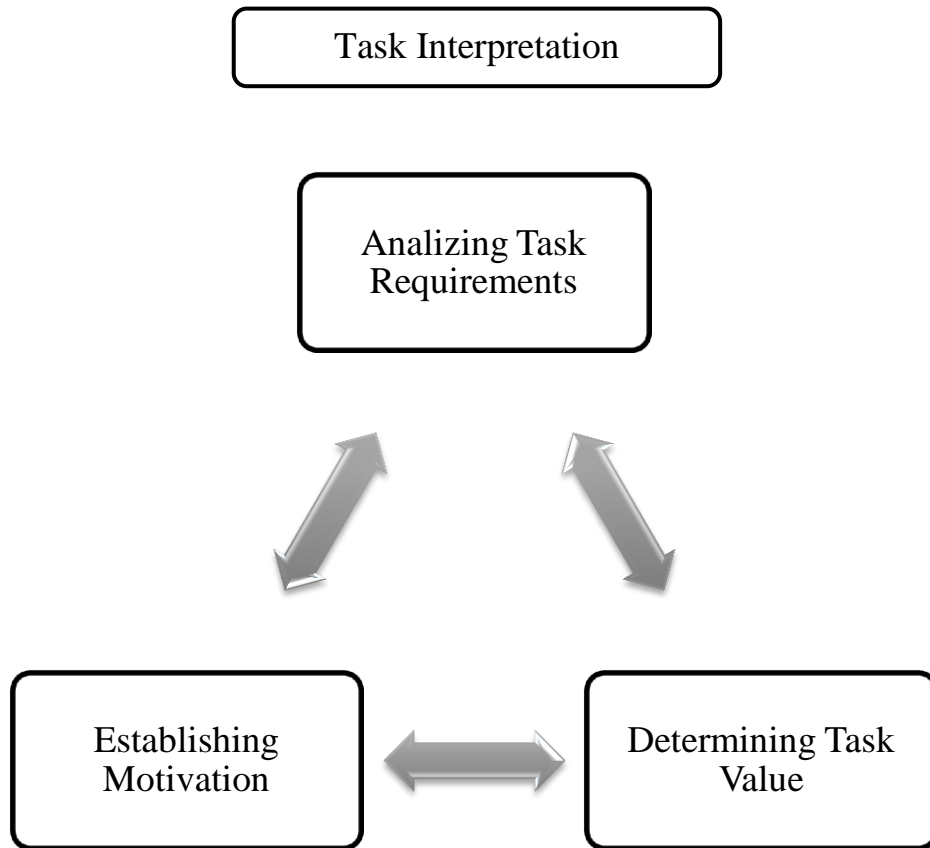 Task Interpretation
Analizing Task
Requirements
Establishing
Motivation
Determining Task
Value